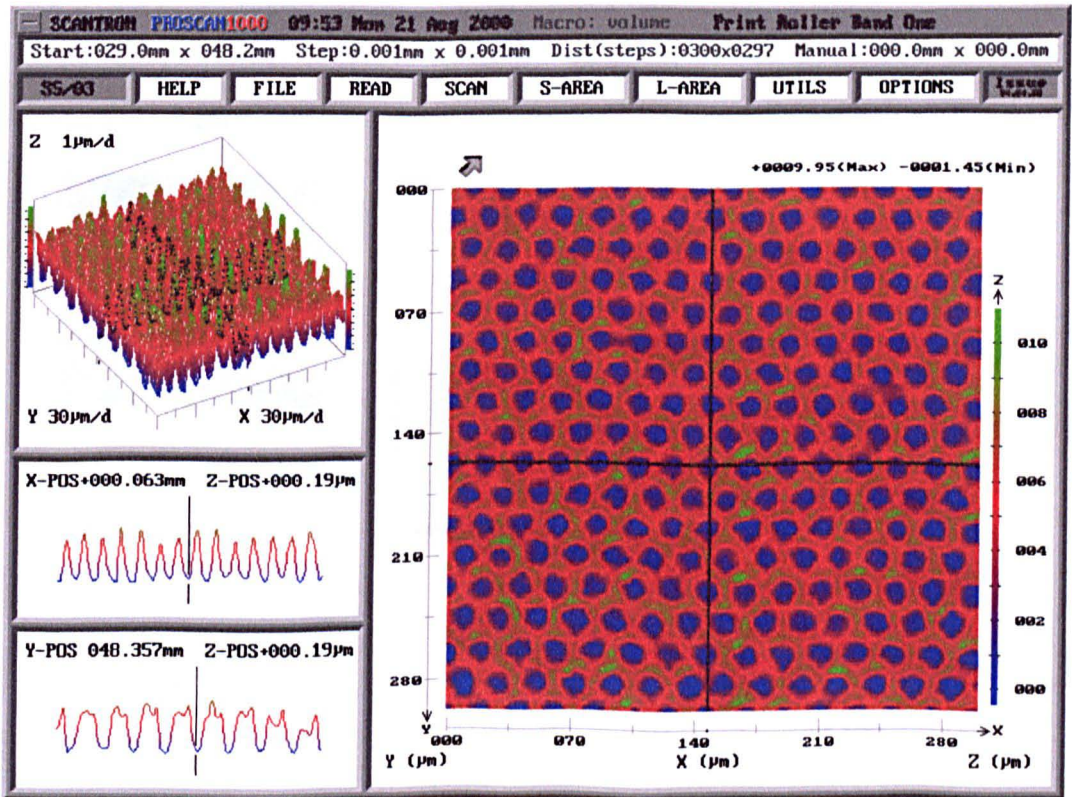 SCANTRON PROSCAN1000 09:53 Mon 21 Aug 2000 Macro: volume Print Roller Band One
Start:029.0mm x 048.2mm Step:0.001mm x 0.001mm Dist(steps):0300x0297 Manual:000.0mm x 000.0mm
HELP FILE READ SCAN S-AREA L-AREA UTILS OPTIONS Issue
Z 1µm/d
Y 30µm/d X 30µm/d
X-POS+000.063mm Z-POS+000.19µm
Y-POS 048.357mm Z-POS+000.19µm
+0009.95(Max) -0001.45(Min)
000
070
140
210
280
Y
000 070 140 210 280
X
Y (µm) X (µm) Z (µm)
Z
010
008
006
004
002
000